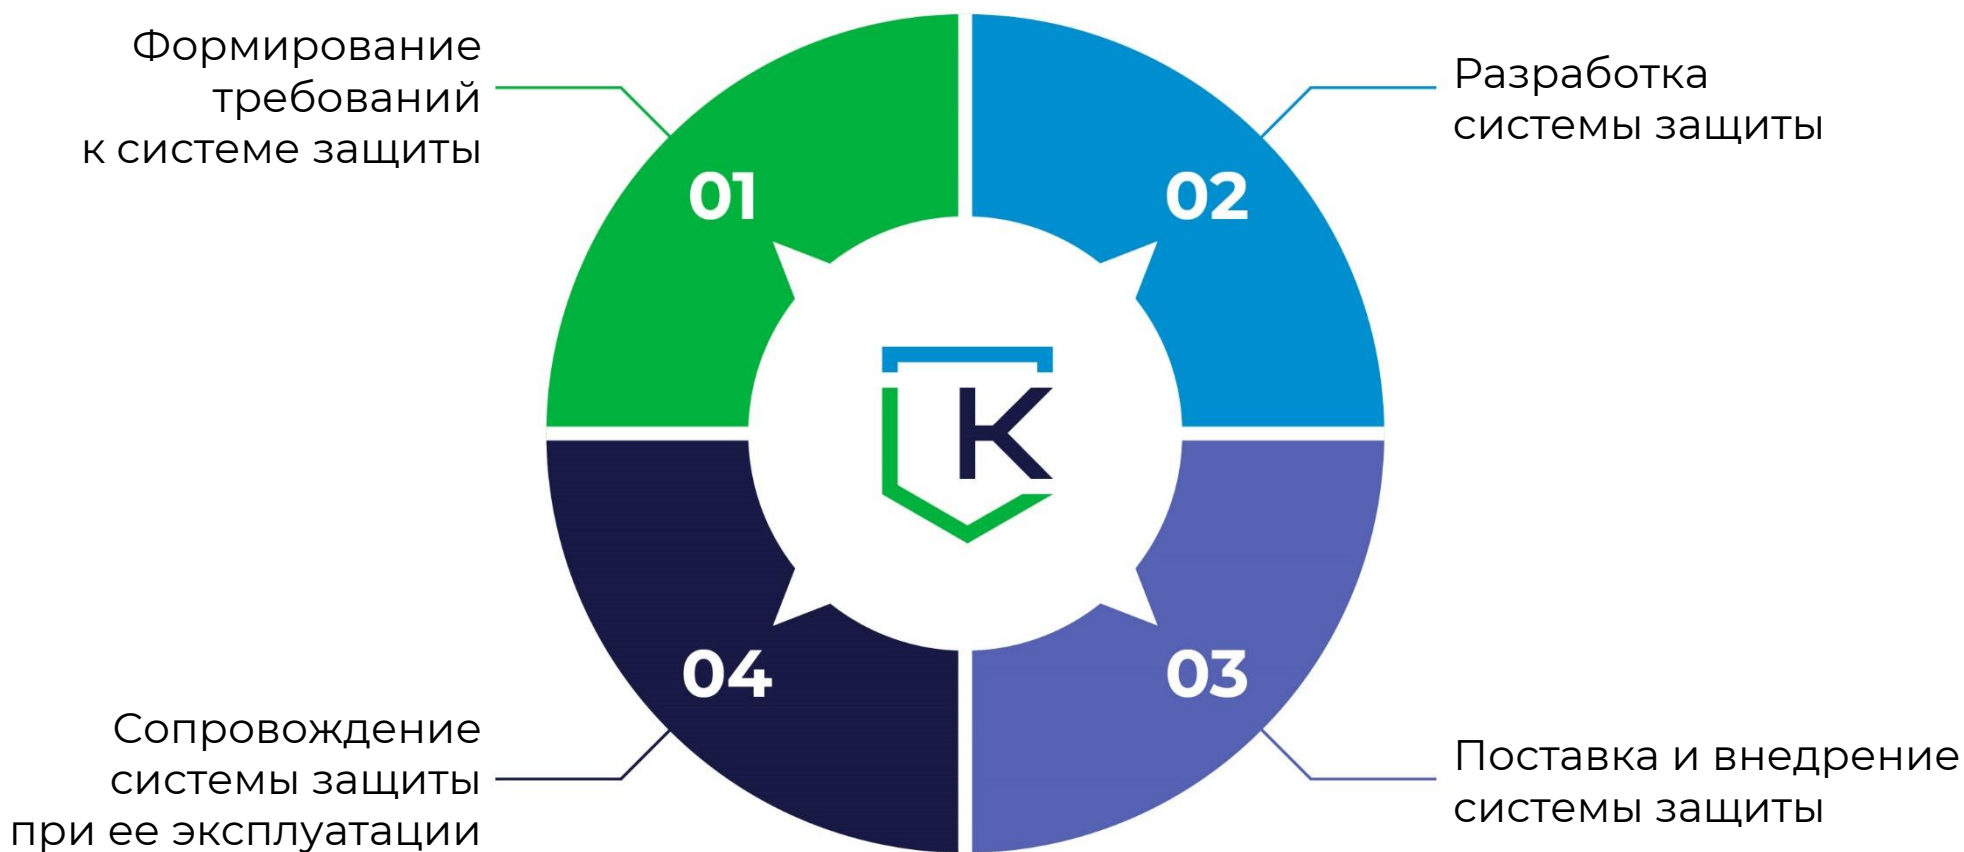 Формирование
требований
к системе защиты
01
Разработка
системы защиты
02
K
Поставка и внедрение
системы защиты
03
Сопровождение
системы защиты
при ее эксплуатации
04